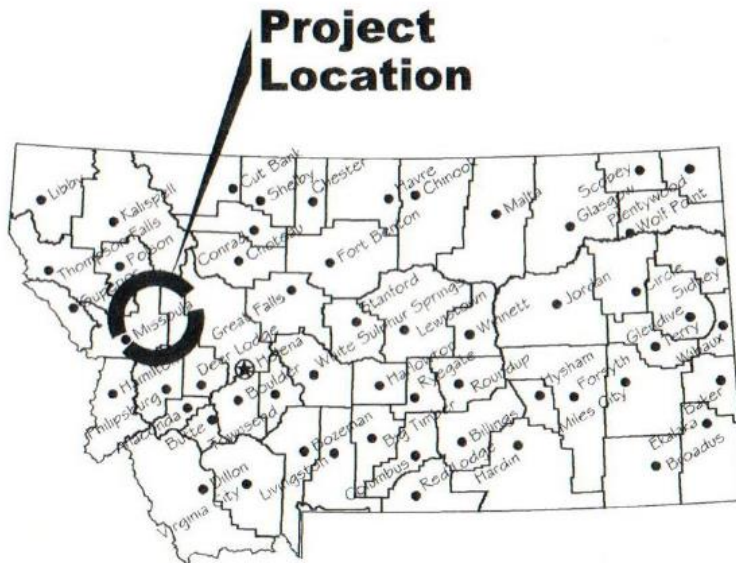 Project
Location
Libby
Kalispell
Cut Bank
Shelby
Chester
Havre
Chinook
Malta
Scobey
Glasgow
Plentywood
Wolf Point
Thompson Falls
Polson
Conrad
Choteau
Fort Benton
Superior
Missoula
Great Falls
Stanford
Lewistown
Winnett
Jordan
Circle
Sidney
Glendive
Terry
Wibaux
Hamilton
Deer Lodge
Helena
White Sulphur Springs
Harlowton
Ryegate
Roundup
Hysham
Forsyth
Miles City
Philipsburg
Anaconda
Butte
Boulder
Townsend
Bozeman
Livingston
Big Timber
Columbus
Billings
Red Lodge
Hardin
Baker
Ekalaka
Broadus
Dillon
Virginia City